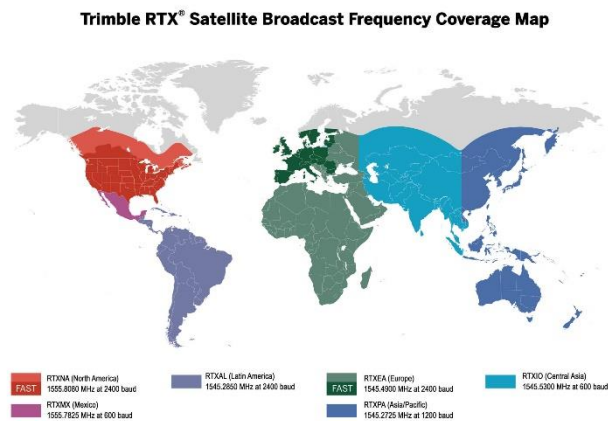 Trimble RTX® Satellite Broadcast Frequency Coverage Map
RTXNA (North America)
FAST 1555.8080 MHz at 2400 baud
RTXMX (Mexico)
1555.7825 MHz at 600 baud
RTXAL (Latin America)
1545.2850 MHz at 2400 baud
RTXEA (Europe)
FAST 1545.4900 MHz at 2400 baud
RTXIO (Central Asia)
1545.5300 MHz at 600 baud
RTXPA (Asia/Pacific)
1545.2725 MHz at 1200 baud